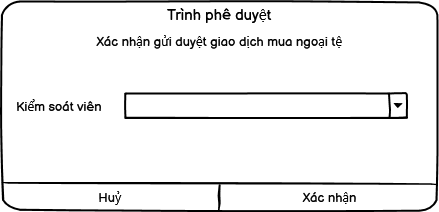 Trình phê duyệt
Xác nhận gửi duyệt giao dịch mua ngoại tệ
Kiểm soát viên
Huỷ
Xác nhận